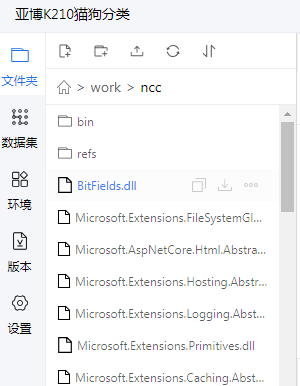 亚博K210猫狗分类
文件夹
数据集
环境
版本
设置
> work > ncc
bin
refs
BitFields.dll
Microsoft.Extensions.FileSystemGl...
Microsoft.AspNetCore.Html.Abstra...
Microsoft.Extensions.Hosting.Abstr...
Microsoft.Extensions.Logging.Abst...
Microsoft.Extensions.Primitives.dll
Microsoft.Extensions.Caching.Abst...